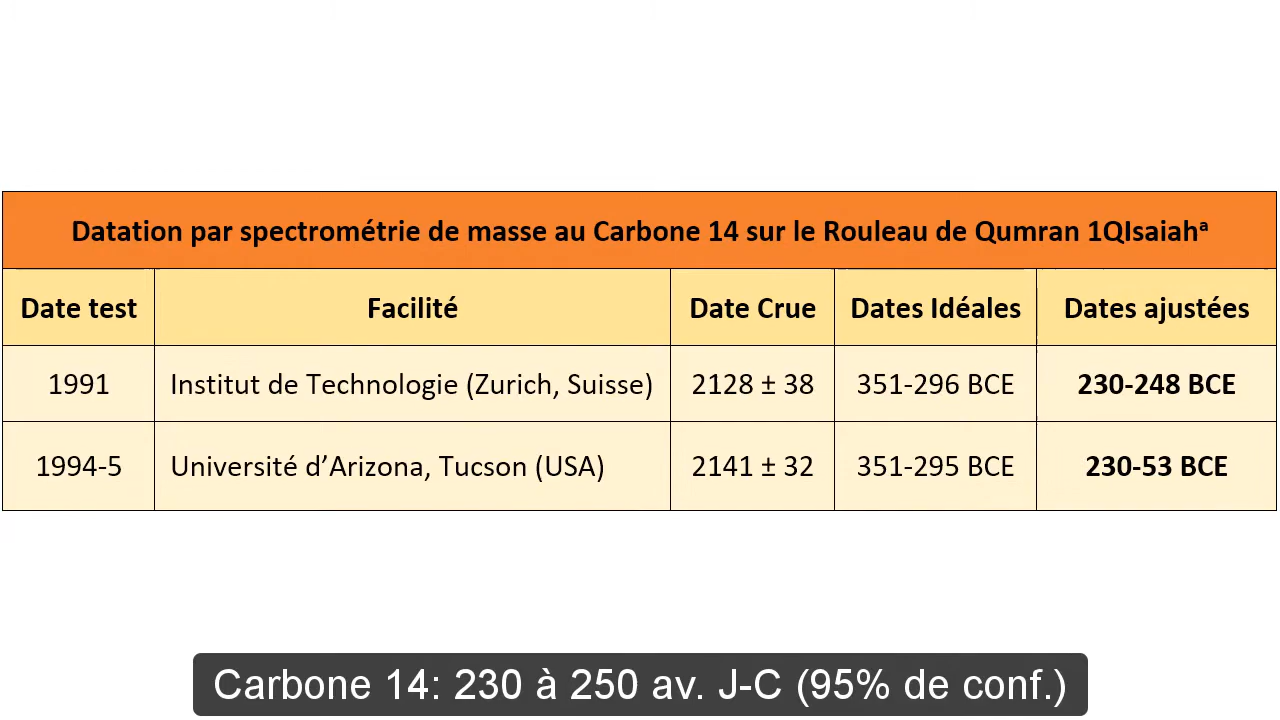 Datation par spectrométrie de masse au Carbone 14 sur le Rouleau de Qumran 1QIsaiahᵃ
Date test Facilité Date Crue Dates Idéales Dates ajustées
1991 Institut de Technologie (Zurich, Suisse) 2128 ± 38 351-296 BCE 230-248 BCE
1994-5 Université d’Arizona, Tucson (USA) 2141 ± 32 351-295 BCE 230-53 BCE
Carbone 14: 230 à 250 av. J-C (95% de conf.)